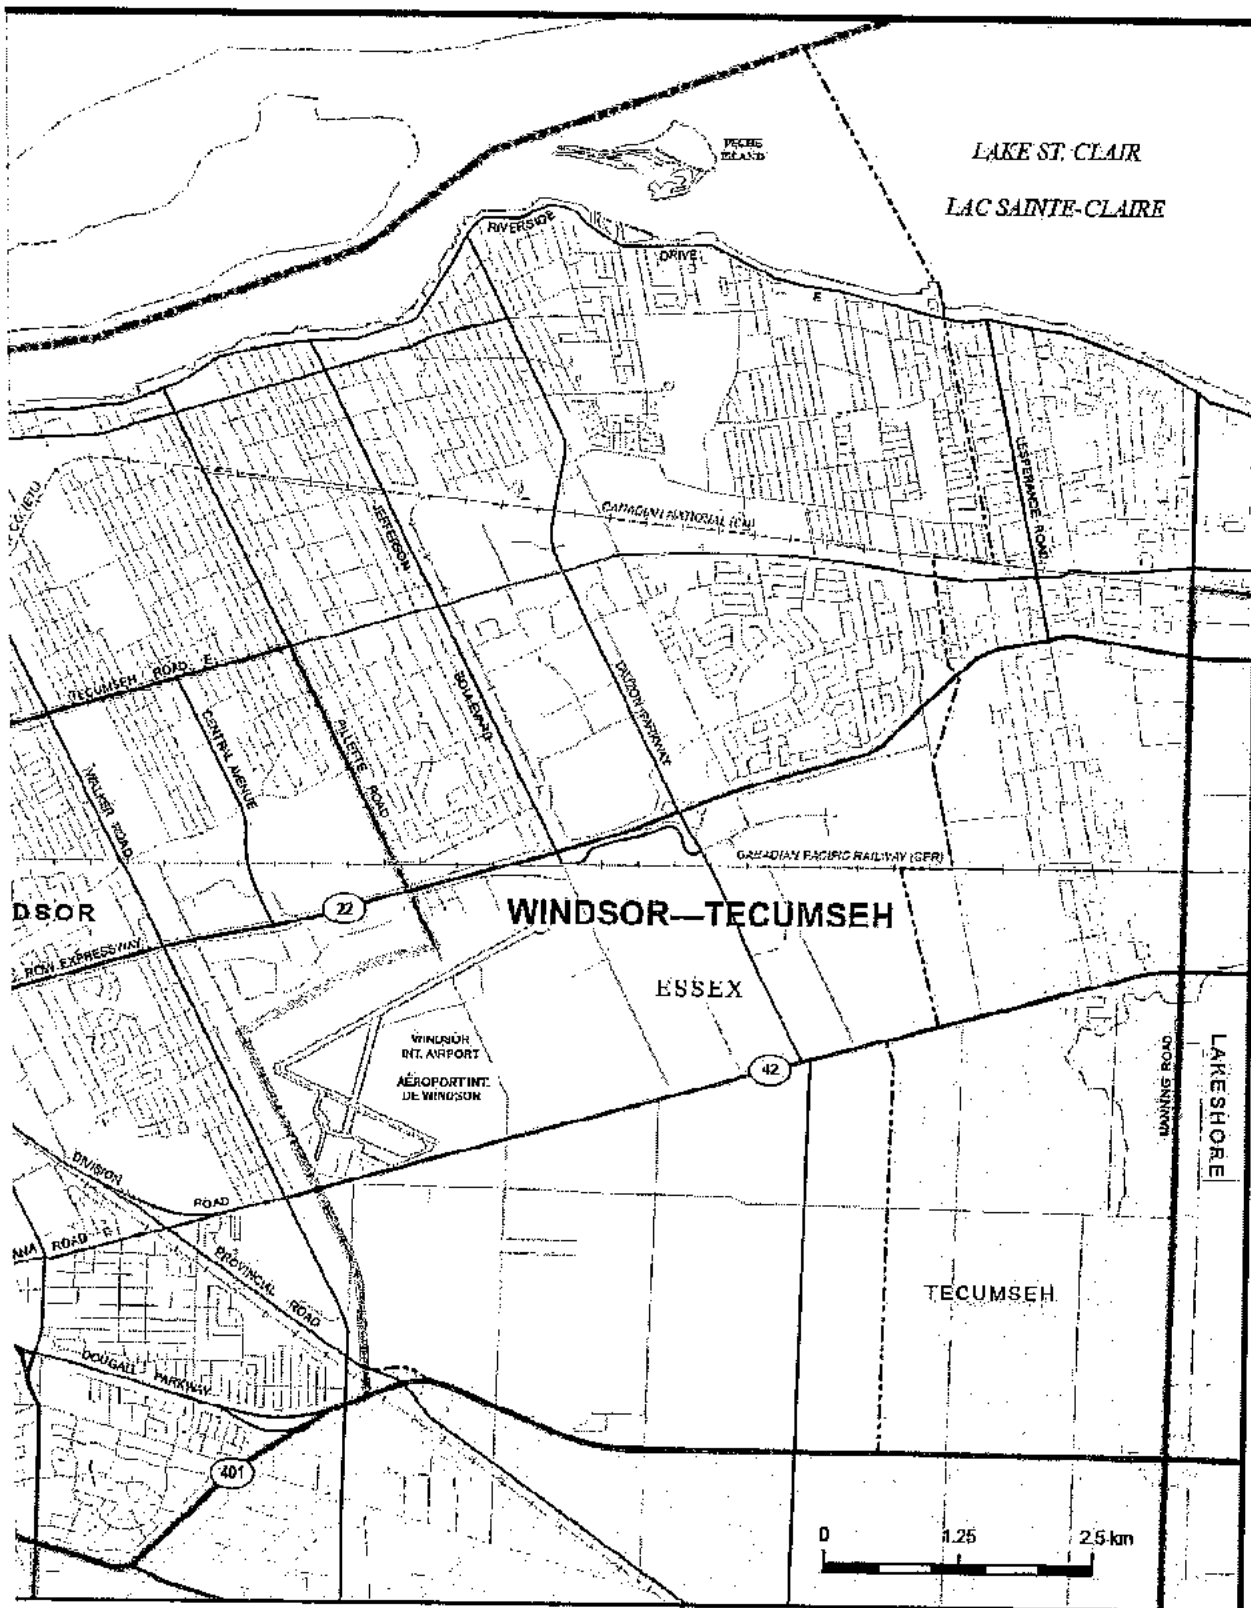 PECHE
ISLAND
LAKE ST. CLAIR
LAC SAINTE-CLAIRE
RIVERSIDE
DRIVE
E
LESPERANCE ROAD
CANADIAN NATIONAL (CN)
JEFFERSON
BOULEVARD
TECUMSEH ROAD E.
CENTRAL AVENUE
PILLETTE ROAD
LAUZON PARKWAY
WALKER ROAD
CANADIAN PACIFIC RAILWAY (CPR)
DSOR
22
WINDSOR—TECUMSEH
ROW EXPRESSWAY
ESSEX
WINDSOR
INT. AIRPORT
AÉROPORT INT.
DE WINDSOR
42
MANNING ROAD
LAKESHORE
DIVISION
ROAD
ANA ROAD E.
PROVINCIAL ROAD
TECUMSEH
DOUGALL PARKWAY
401
0 1.25 2.5 km